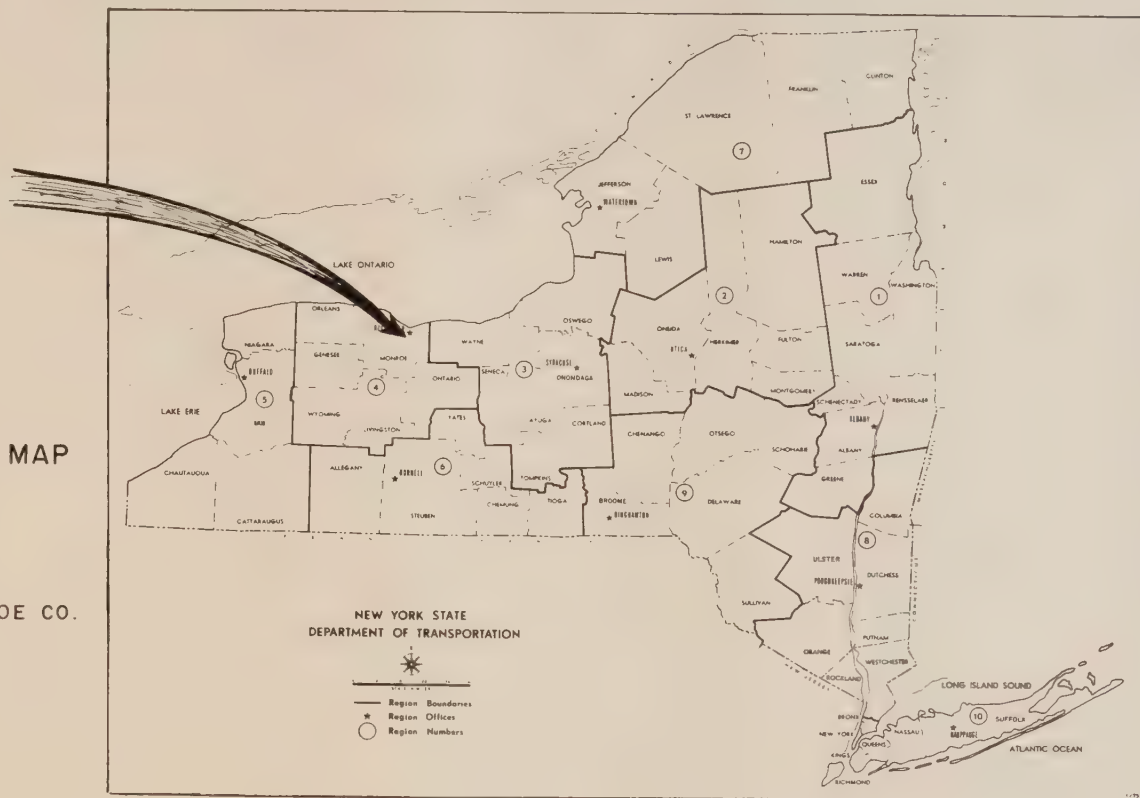 CLINTON
FRANKLIN
ST LAWRENCE
7
ESSEX
JEFFERSON
WATERTOWN
HAMILTON
LEWIS
LAKE ONTARIO
WARREN
WASHINGTON
2
1
ORLEANS
OSWEGO
ONEIDA
HERKIMER
FULTON
SARATOGA
NIAGARA
WAYNE
UTICA
GENESEE
MONROE
SENECA
3
SYRACUSE
ONONDAGA
BUFFALO
4
ONTARIO
MADISON
MONTGOMERY
SCHENECTADY
RENSSELAER
5
LAKE ERIE
ERIE
WYOMING
LIVINGSTON
YATES
CAYUGA
CORTLAND
CHENANGO
OTSEGO
SCHOHARIE
ALBANY
ALBANY
MAP
CHAUTAUQUA
ALLEGANY
HORNELL
6
SCHUYLER
TOMPKINS
GREENE
CATTARAUGUS
STEUBEN
CHEMUNG
TIOGA
BROOME
BINGHAMTON
9
DELAWARE
COLUMBIA
8
ULSTER
POUGHKEEPSIE
DUTCHESS
CONNECTICUT
OE CO.
SULLIVAN
NEW YORK STATE
DEPARTMENT OF TRANSPORTATION
PUTNAM
ORANGE
WESTCHESTER
ROCKLAND
NEW JERSEY
Region Boundaries
Region Offices
Region Numbers
LONG ISLAND SOUND
BRONX
10
SUFFOLK
NEW YORK
NASSAU
HAUPPAUGE
QUEENS
KINGS
ATLANTIC OCEAN
RICHMOND